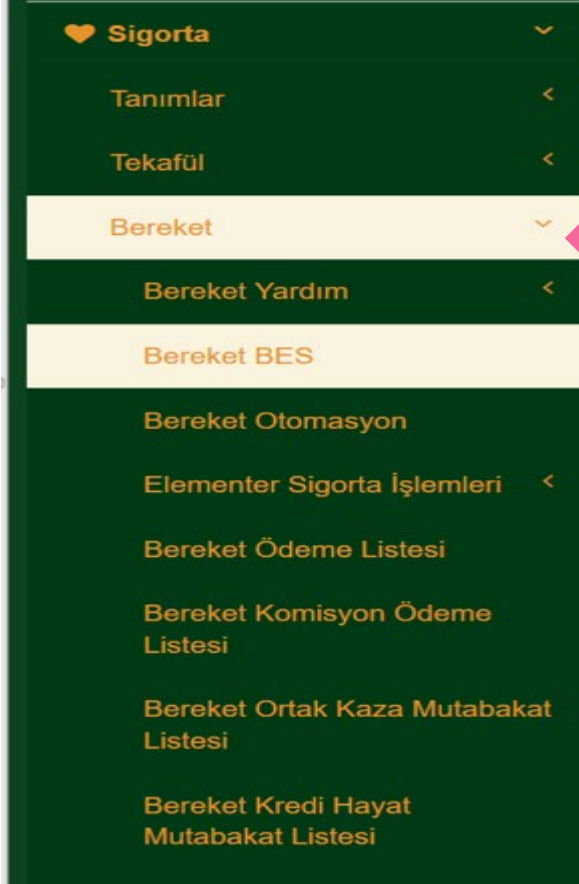 Sigorta
Tanımlar
Tekafül
Bereket
Bereket Yardım
Bereket BES
Bereket Otomasyon
Elementer Sigorta İşlemleri
Bereket Ödeme Listesi
Bereket Komisyon Ödeme
Listesi
Bereket Ortak Kaza Mutabakat
Listesi
Bereket Kredi Hayat
Mutabakat Listesi